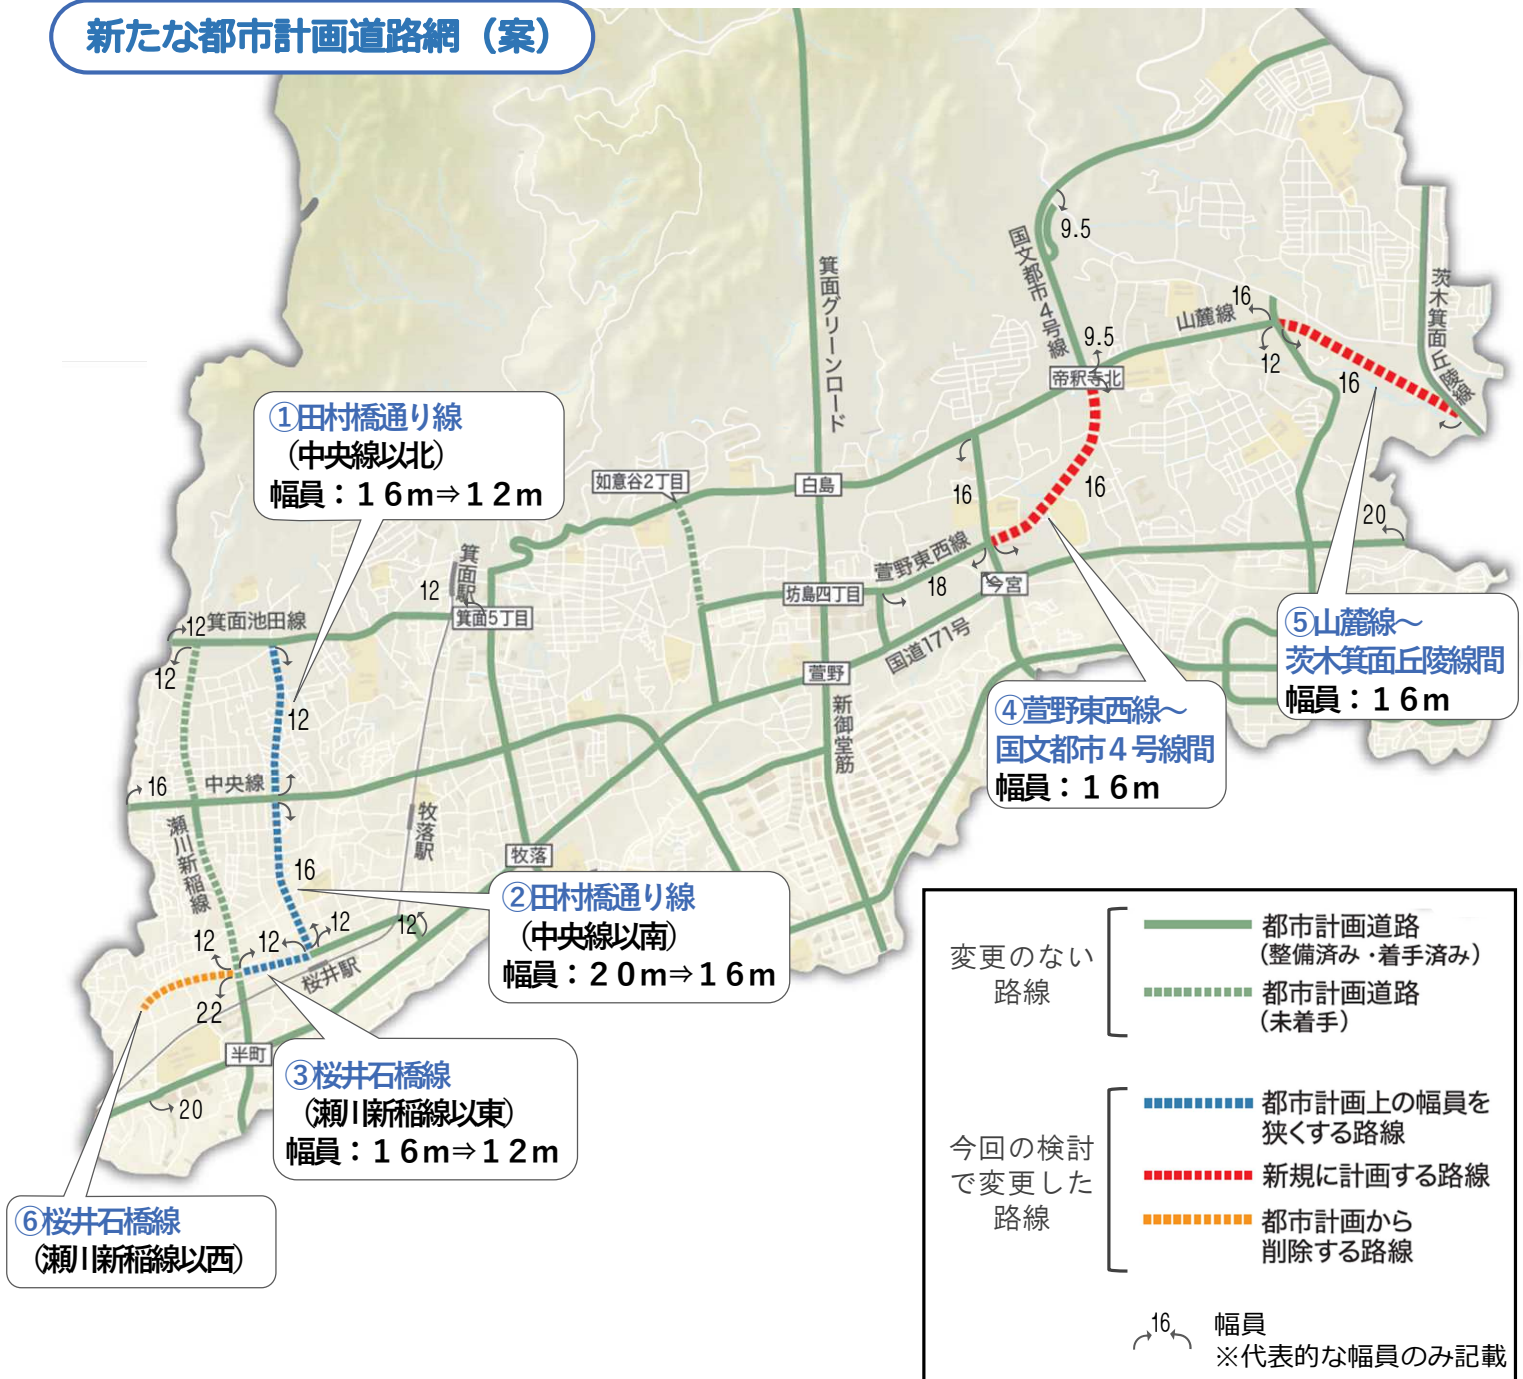 新たな都市計画道路網（案）
9.5
国文都市4号線
箕面グリーンロード
茨木箕面丘陵線
16
山麓線
9.5
12
帝釈寺北
16
①田村橋通り線
（中央線以北）
幅員：１６ｍ⇒１２ｍ
如意谷2丁目
白島
16
16
20
萱野東西線
箕面駅
12
18
今宮
坊島四丁目
箕面5丁目
12
箕面池田線
国道171号
⑤山麓線～
茨木箕面丘陵線間
幅員：１６ｍ
12
萱野
12
新御堂筋
④萱野東西線～
国文都市４号線間
幅員：１６ｍ
16
中央線
牧落駅
瀬川新稲線
牧落
16
②田村橋通り線
（中央線以南）
幅員：２０ｍ⇒１６ｍ
12
12
12
12
桜井駅
22
半町
③桜井石橋線
（瀬川新稲線以東）
幅員：１６ｍ⇒１２ｍ
20
⑥桜井石橋線
（瀬川新稲線以西）
変更のない
路線
都市計画道路
（整備済み・着手済み）
都市計画道路
（未着手）
今回の検討
で変更した
路線
都市計画上の幅員を
狭くする路線
新規に計画する路線
都市計画から
削除する路線
16
幅員
※代表的な幅員のみ記載